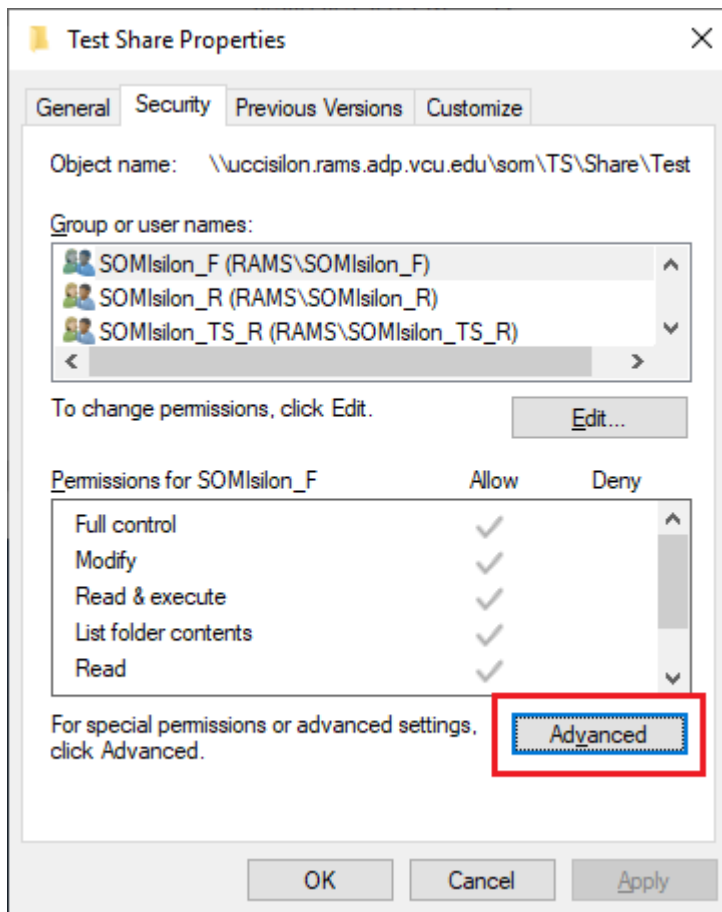 Test Share Properties
General Security Previous Versions Customize
Object name: \\uccisilon.rams.adp.vcu.edu\som\TS\Share\Test
Group or user names:
SOMIsilon_F (RAMS\SOMIsilon_F)
SOMIsilon_R (RAMS\SOMIsilon_R)
SOMIsilon_TS_R (RAMS\SOMIsilon_TS_R)
To change permissions, click Edit.
Edit...
Permissions for SOMIsilon_F Allow Deny
Full control
Modify
Read & execute
List folder contents
Read
For special permissions or advanced settings,
click Advanced.
Advanced
OK Cancel Apply